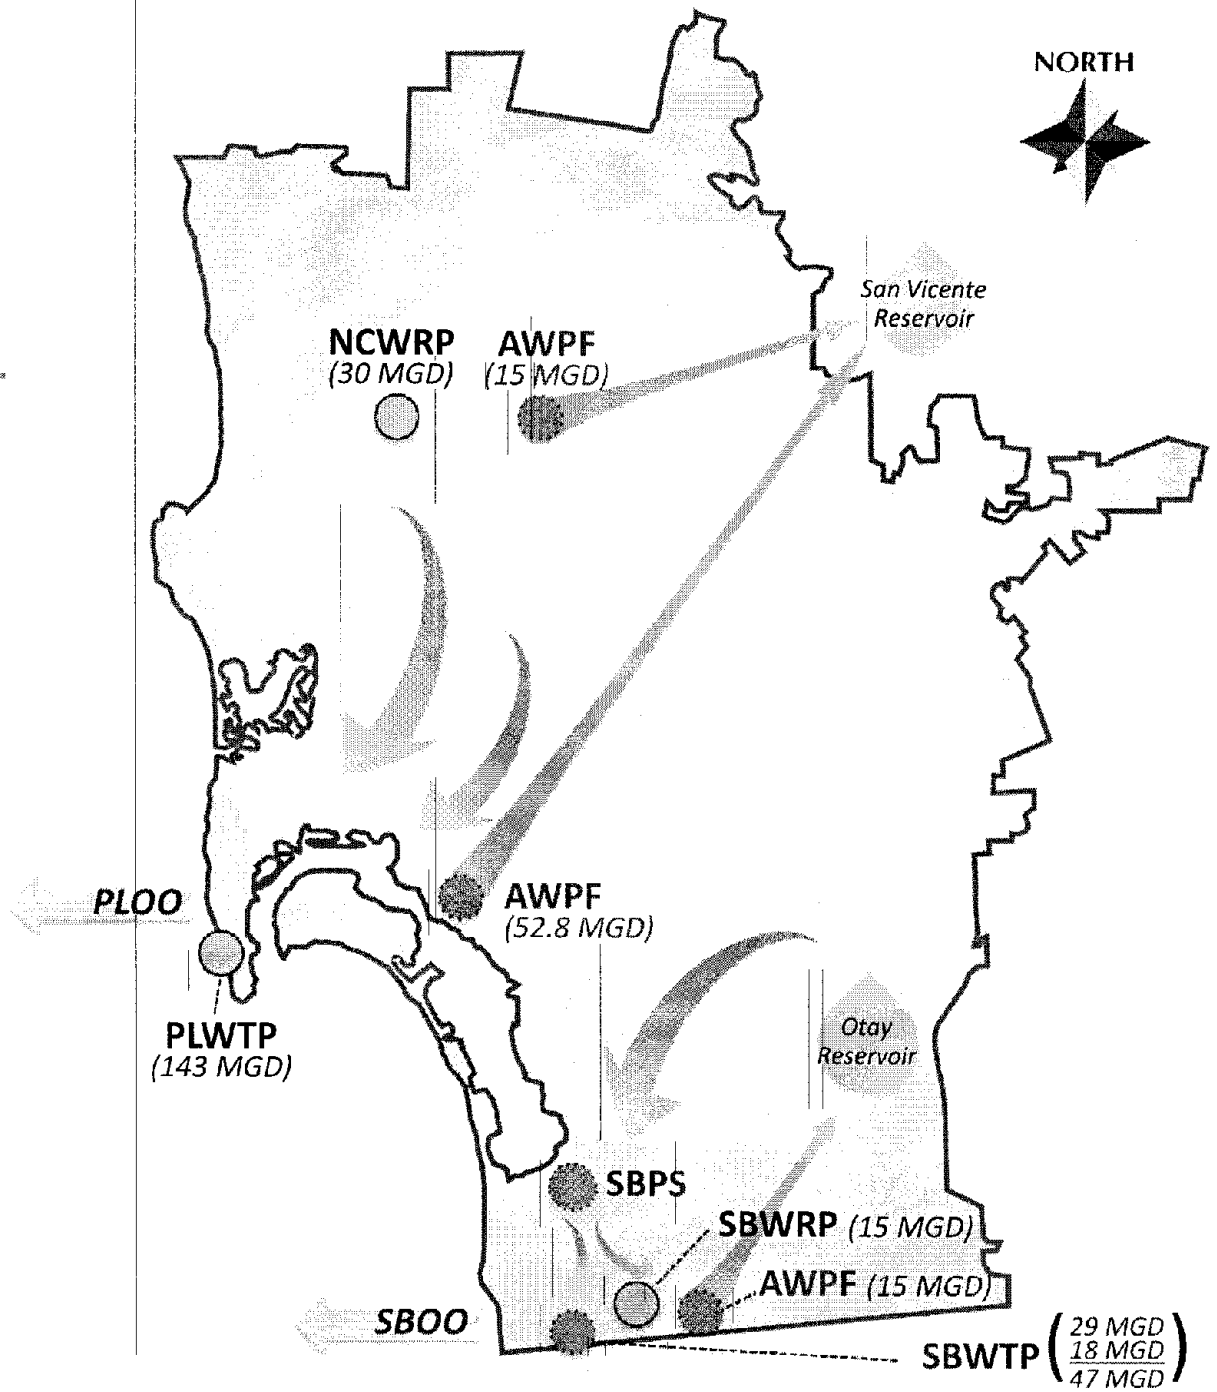 NORTH
San Vicente
Reservoir
NCWRP
(30 MGD)
AWPF
(15 MGD)
AWPF
(52.8 MGD)
PLOO
PLWTP
(143 MGD)
Otay
Reservoir
SBPS
SBWRP (15 MGD)
AWPF (15 MGD)
SBOO
SBWTP
29 MGD
18 MGD
47 MGD